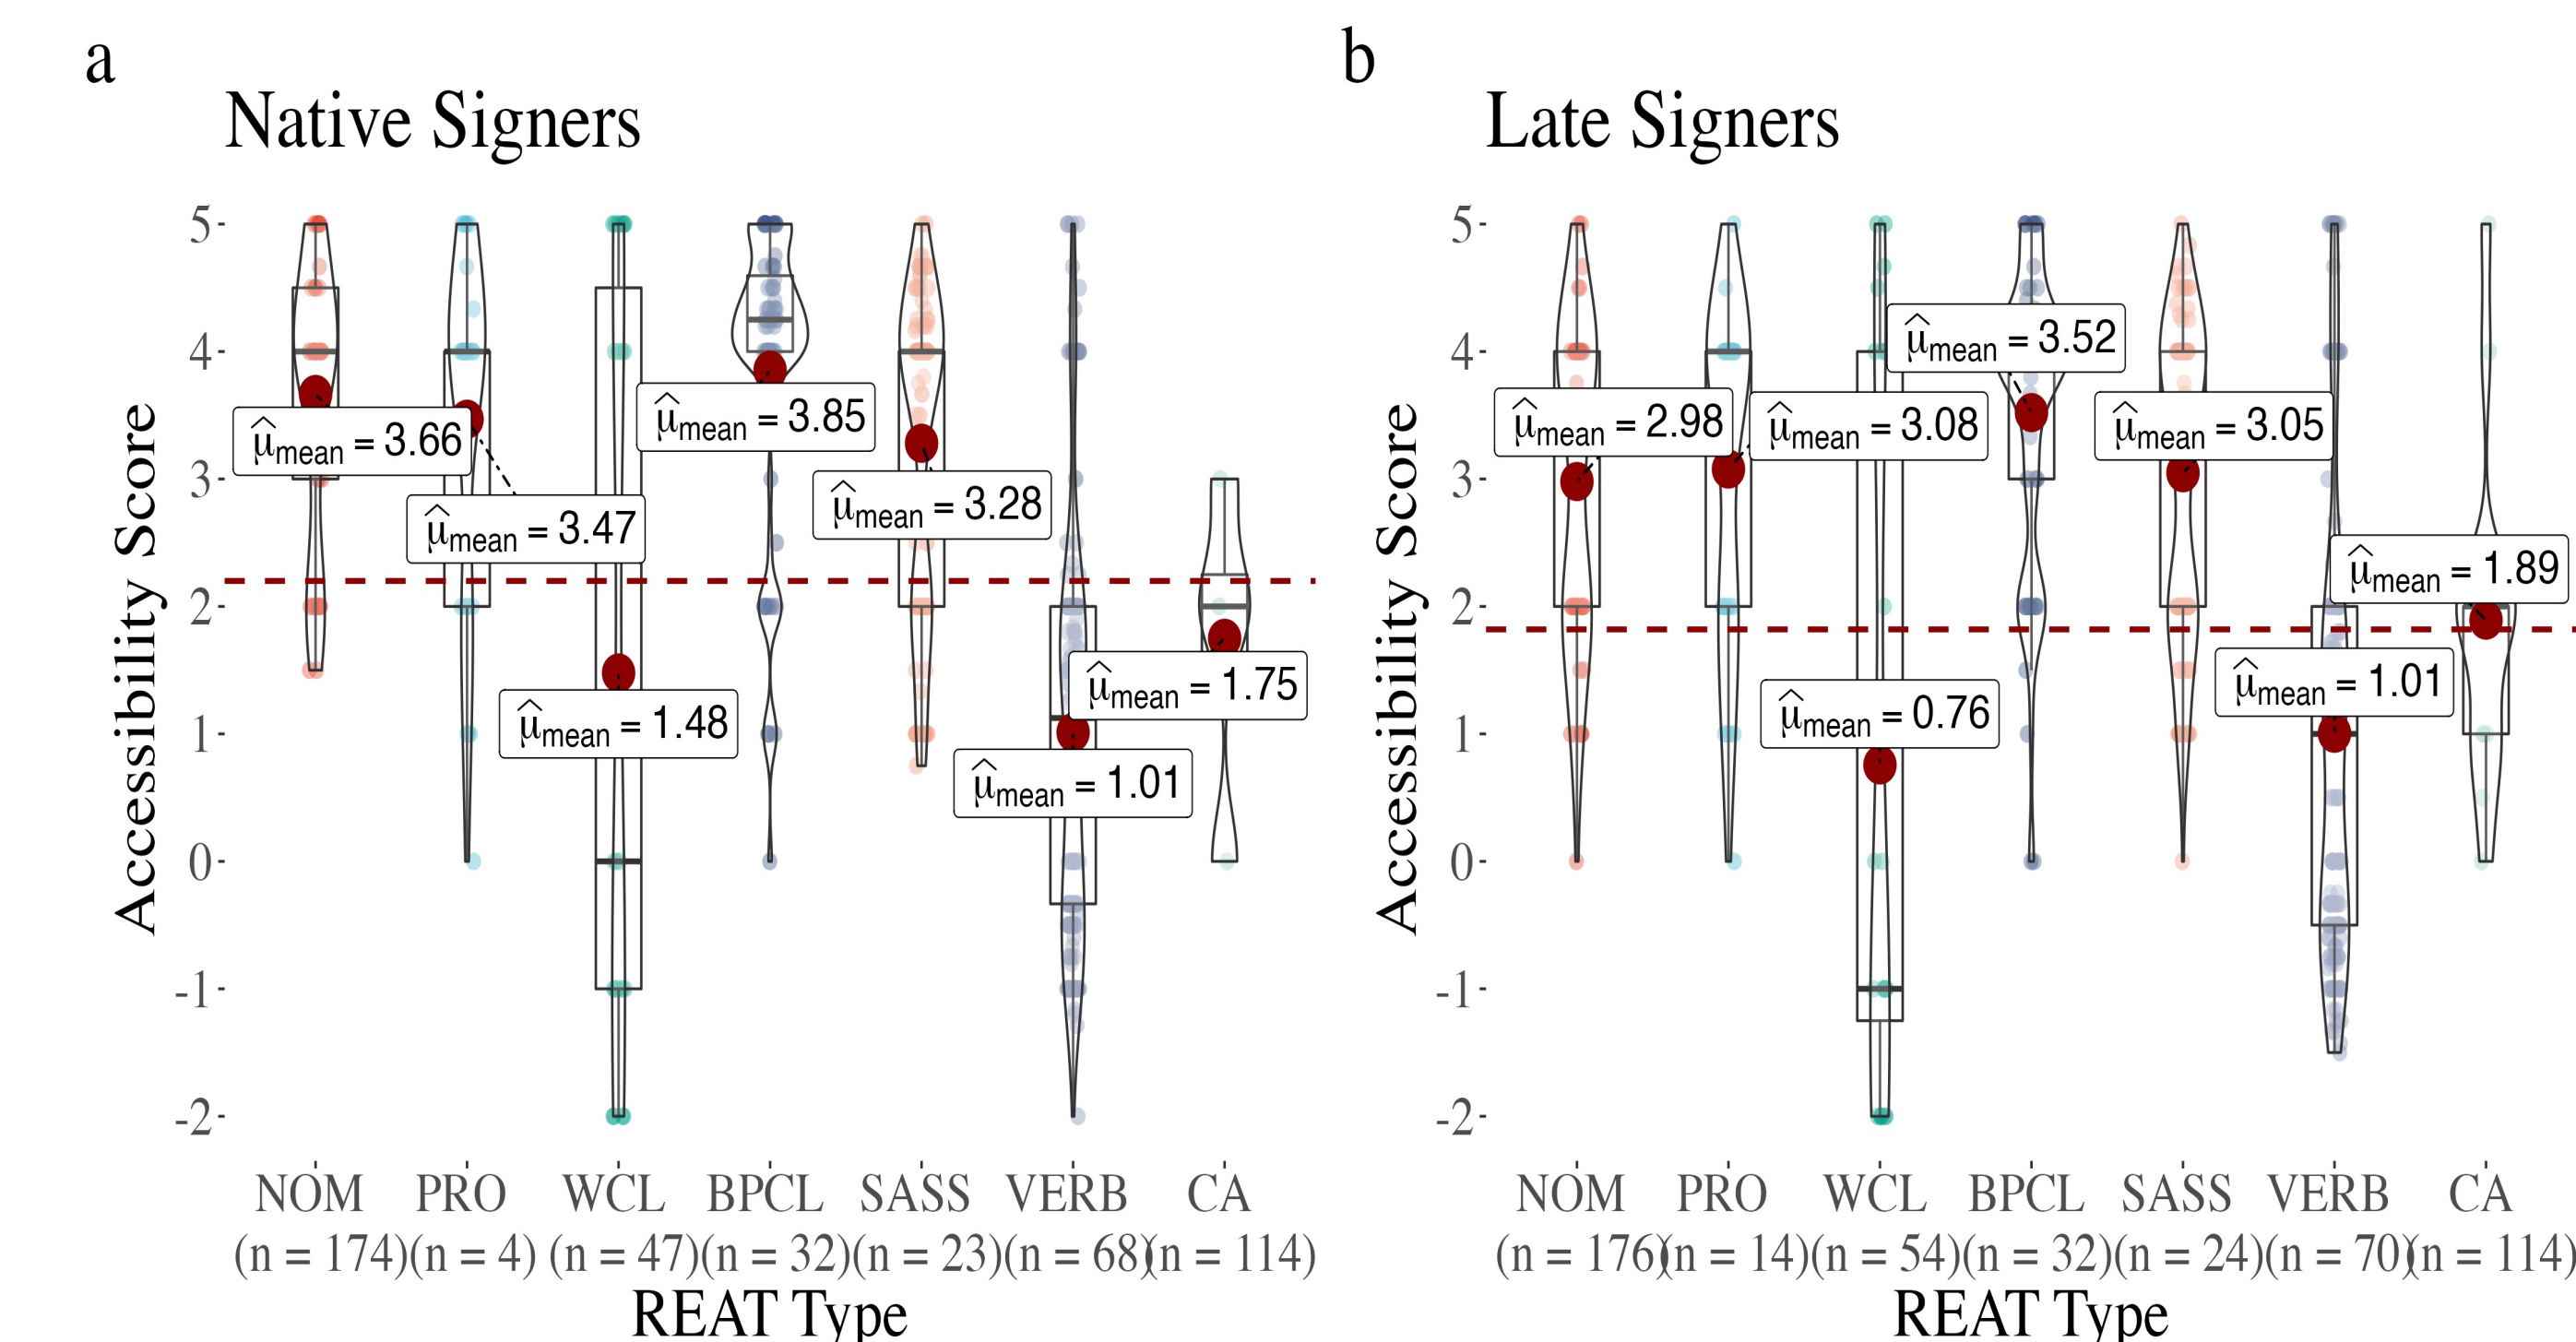 a
Native Signers
Accessibility Score
5
4
3
2
1
0
-1
-2
μ̂mean = 3.66
μ̂mean = 3.47
μ̂mean = 1.48
μ̂mean = 3.85
μ̂mean = 3.28
μ̂mean = 1.01
μ̂mean = 1.75
NOM PRO WCL BPCL SASS VERB CA
(n = 174) (n = 4) (n = 47) (n = 32) (n = 23) (n = 68) (n = 114)
REAT Type
b
Late Signers
Accessibility Score
5
4
3
2
1
0
-1
-2
μ̂mean = 2.98
μ̂mean = 3.08
μ̂mean = 0.76
μ̂mean = 3.52
μ̂mean = 3.05
μ̂mean = 1.01
μ̂mean = 1.89
NOM PRO WCL BPCL SASS VERB CA
(n = 176) (n = 14) (n = 54) (n = 32) (n = 24) (n = 70) (n = 114)
REAT Type